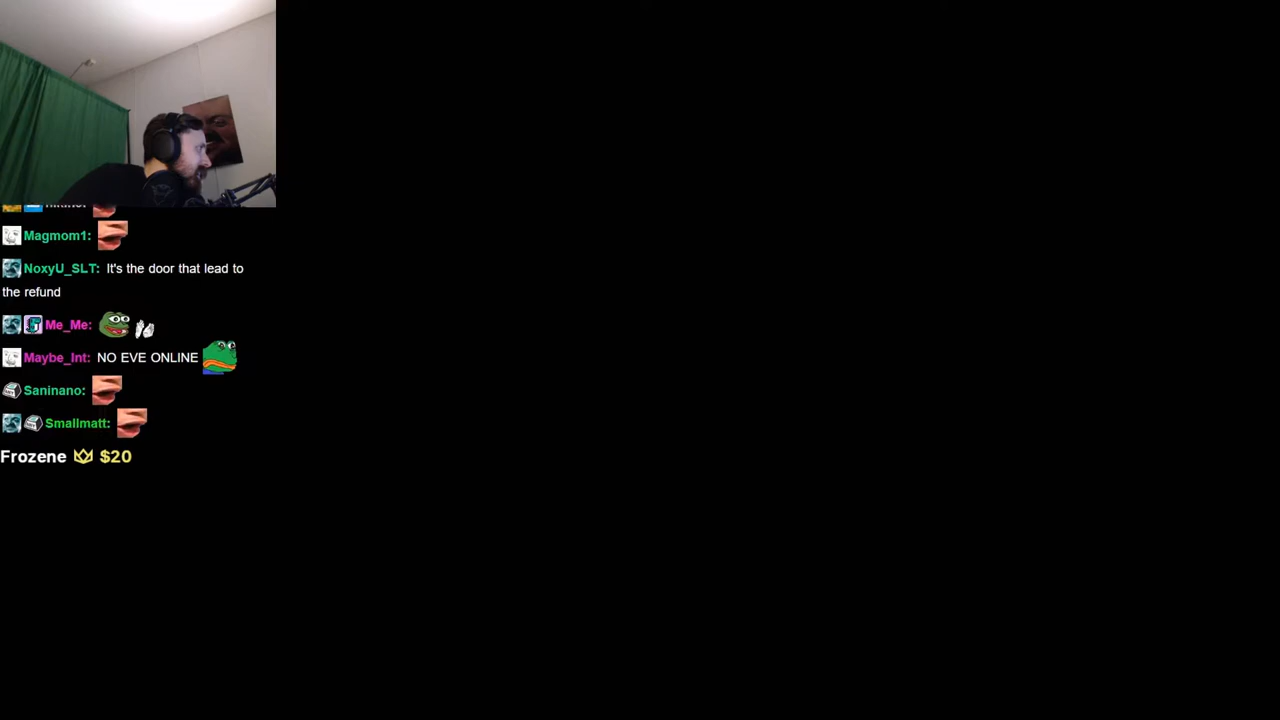 Magmom1:
NoxyU_SLT: It's the door that lead to
the refund
Me_Me:
Maybe_Int: NO EVE ONLINE
Saninano:
Smallmatt:
Frozene $20